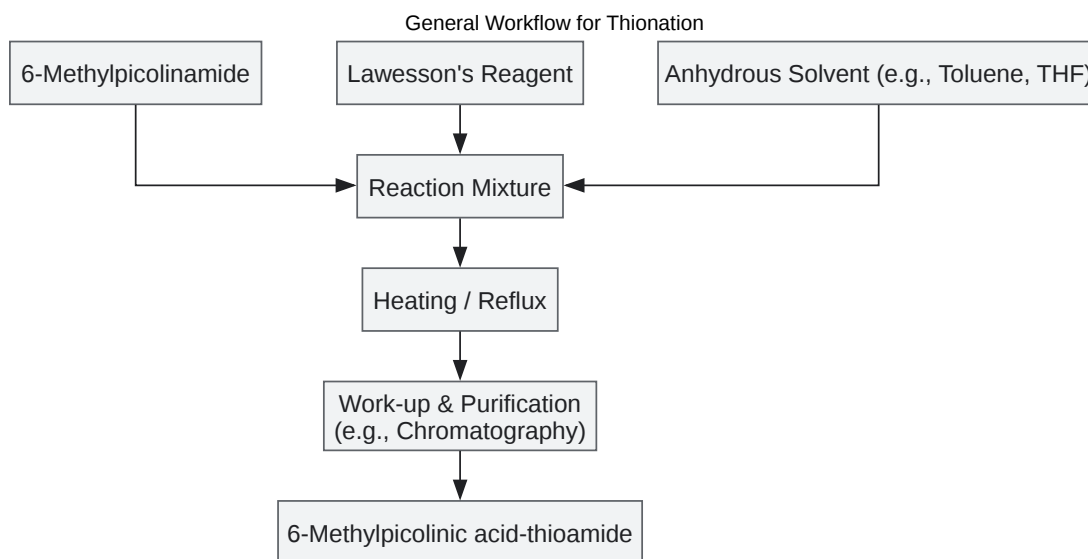 General Workflow for Thionation
6-Methylpicolinamide
Lawesson's Reagent
Anhydrous Solvent (e.g., Toluene, THF)
Reaction Mixture
Heating / Reflux
Work-up & Purification
(e.g., Chromatography)
6-Methylpicolinic acid-thioamide